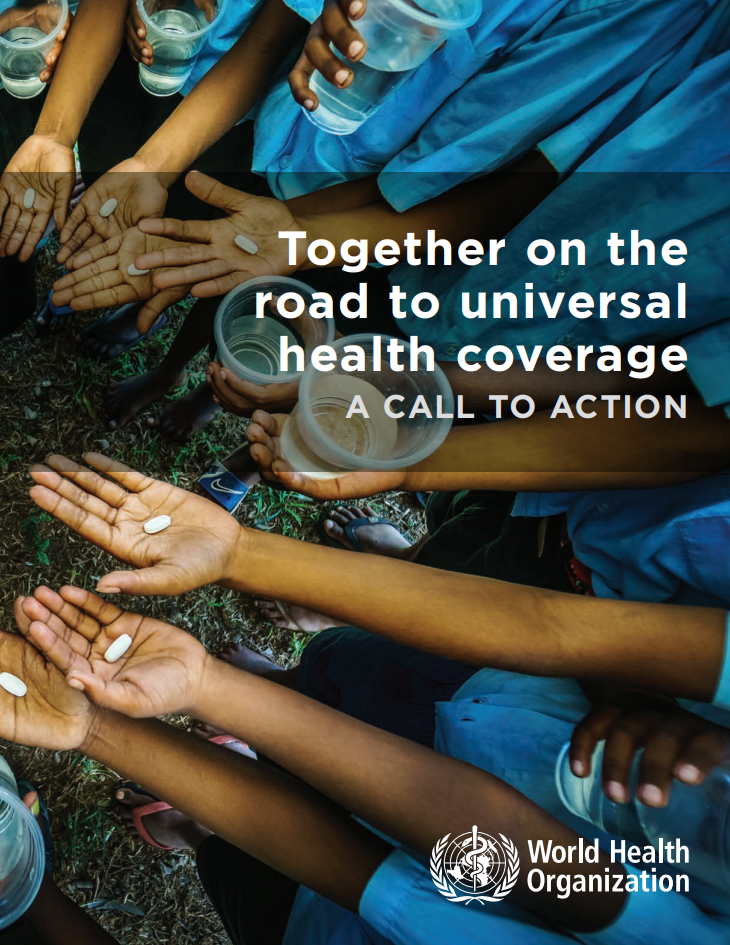 Together on the
road to universal
health coverage
A CALL TO ACTION
World Health
Organization